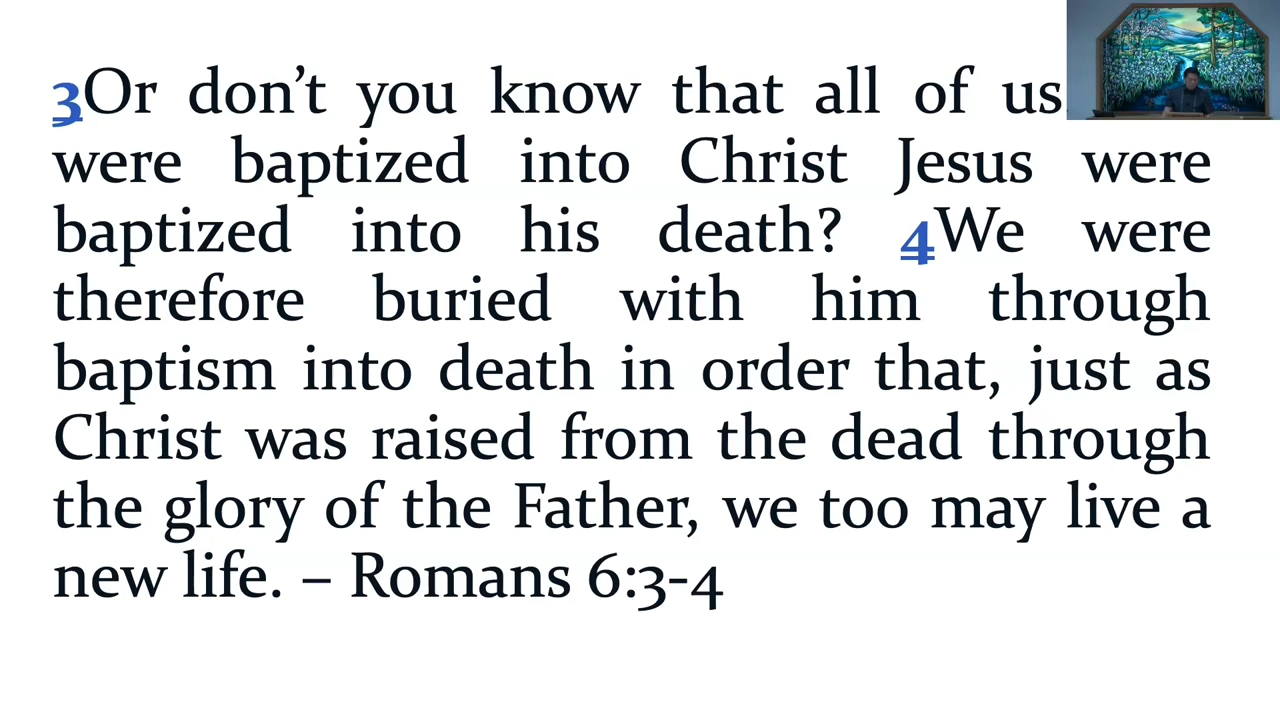 3Or don’t you know that all of us
were baptized into Christ Jesus were
baptized into his death? 4We were
therefore buried with him through
baptism into death in order that, just as
Christ was raised from the dead through
the glory of the Father, we too may live a
new life. – Romans 6:3-4